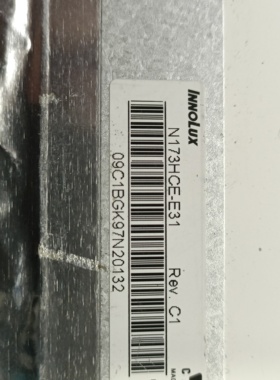 INNOLUX
N173HCE-E31 Rev. C1
09C1BGK97N20132